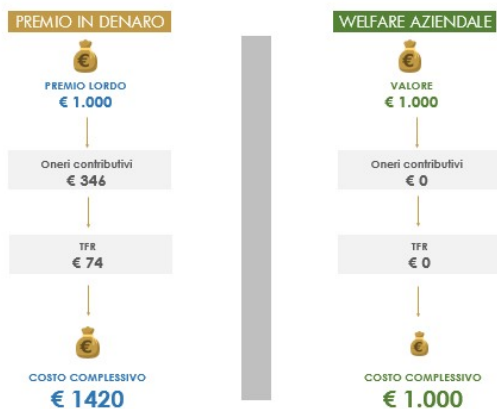 PREMIO IN DENARO
PREMIO LORDO
€ 1.000
Oneri contributivi
€ 346
TFR
€ 74
COSTO COMPLESSIVO
€ 1420
WELFARE AZIENDALE
VALORE
€ 1.000
Oneri contributivi
€ 0
TFR
€ 0
COSTO COMPLESSIVO
€ 1.000